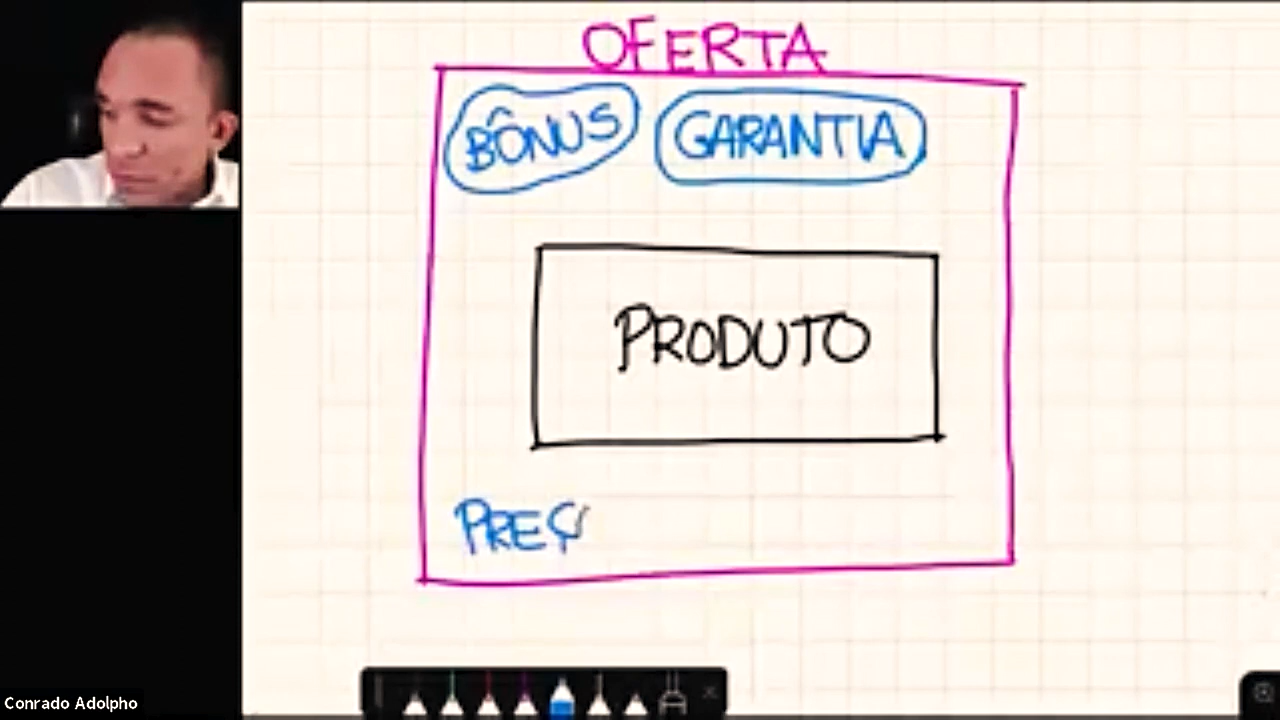 OFERTA
BÔNUS GARANTIA
PRODUTO
PREÇ
Conrado Adolpho